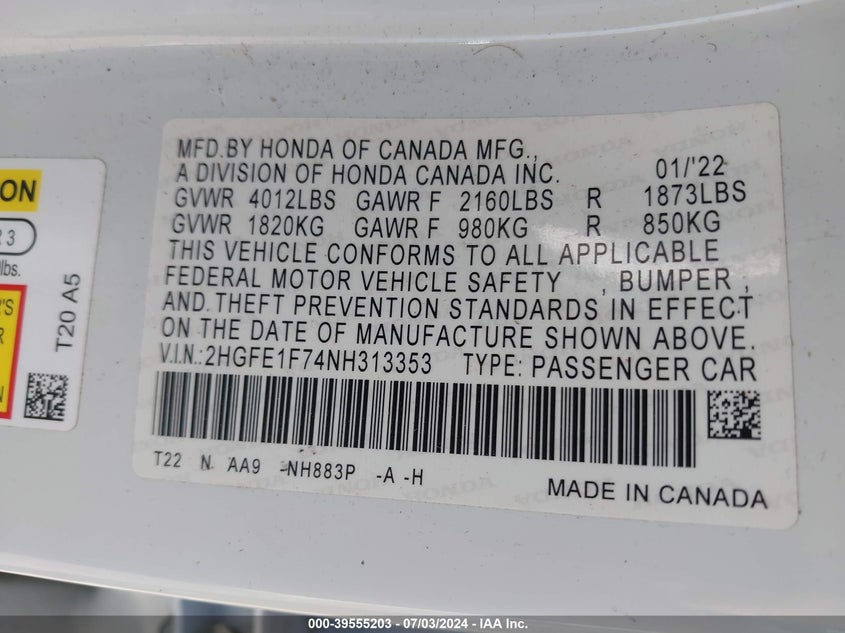 ON
R 3
lbs.
'S
R
N
T20 A5
MFD.BY HONDA OF CANADA MFG.,
A DIVISION OF HONDA CANADA INC. 01/'22
GVWR 4012LBS GAWR F 2160LBS R 1873LBS
GVWR 1820KG GAWR F 980KG R 850KG
THIS VEHICLE CONFORMS TO ALL APPLICABLE
FEDERAL MOTOR VEHICLE SAFETY , BUMPER ,
AND THEFT PREVENTION STANDARDS IN EFFECT
ON THE DATE OF MANUFACTURE SHOWN ABOVE.
V.I.N.:2HGFE1F74NH313353 TYPE: PASSENGER CAR
T22 N AA9 -NH883P -A -H
MADE IN CANADA
000-39555203 - 07/03/2024 - IAA Inc.